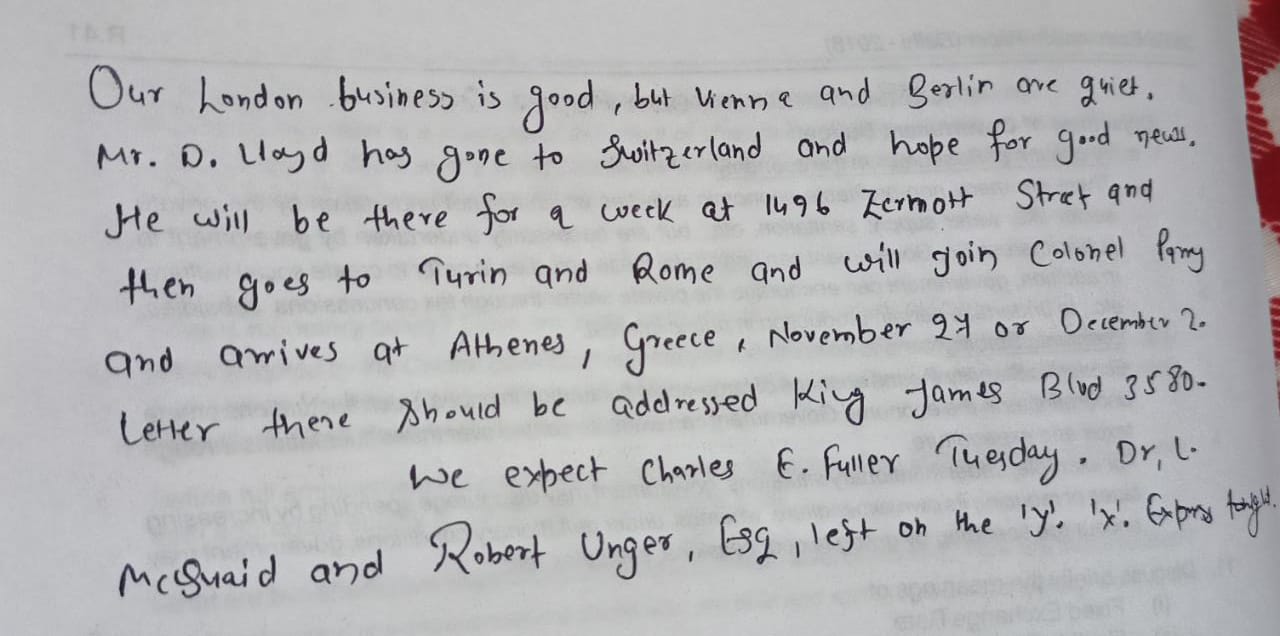 Our London business is good, but Vienna and Berlin are quiet.
Mr. D. Lloyd has gone to Switzerland and hope for good news.
He will be there for a week at 1496 Zermott Street and
then goes to Turin and Rome and will join Colonel Parry
and arrives at Athenes, Greece, November 27 or December 2.
Letter there should be addressed King James Blvd 3580.
We expect Charles E. Fuller Tuesday. Dr, L.
McQuaid and Robert Unger, Esq, left on the 'Y'. 'X'. Express tonight.